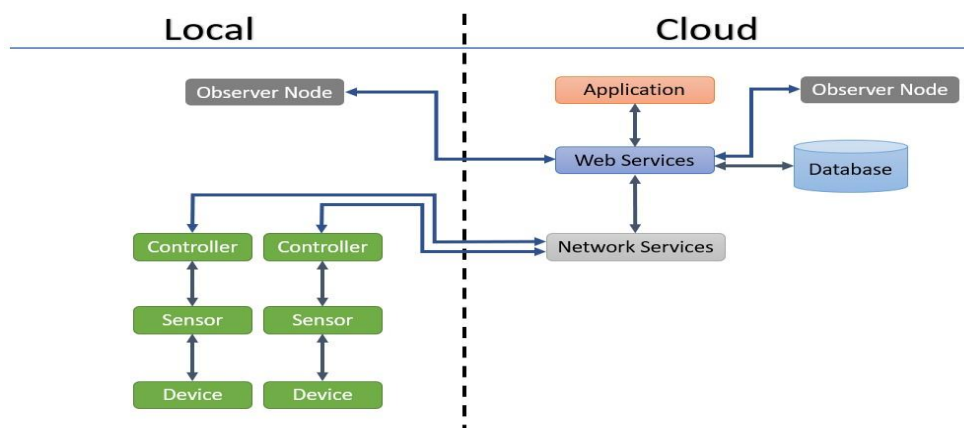 Local
Cloud
Observer Node
Application
Observer Node
Web Services
Database
Controller
Controller
Network Services
Sensor
Sensor
Device
Device